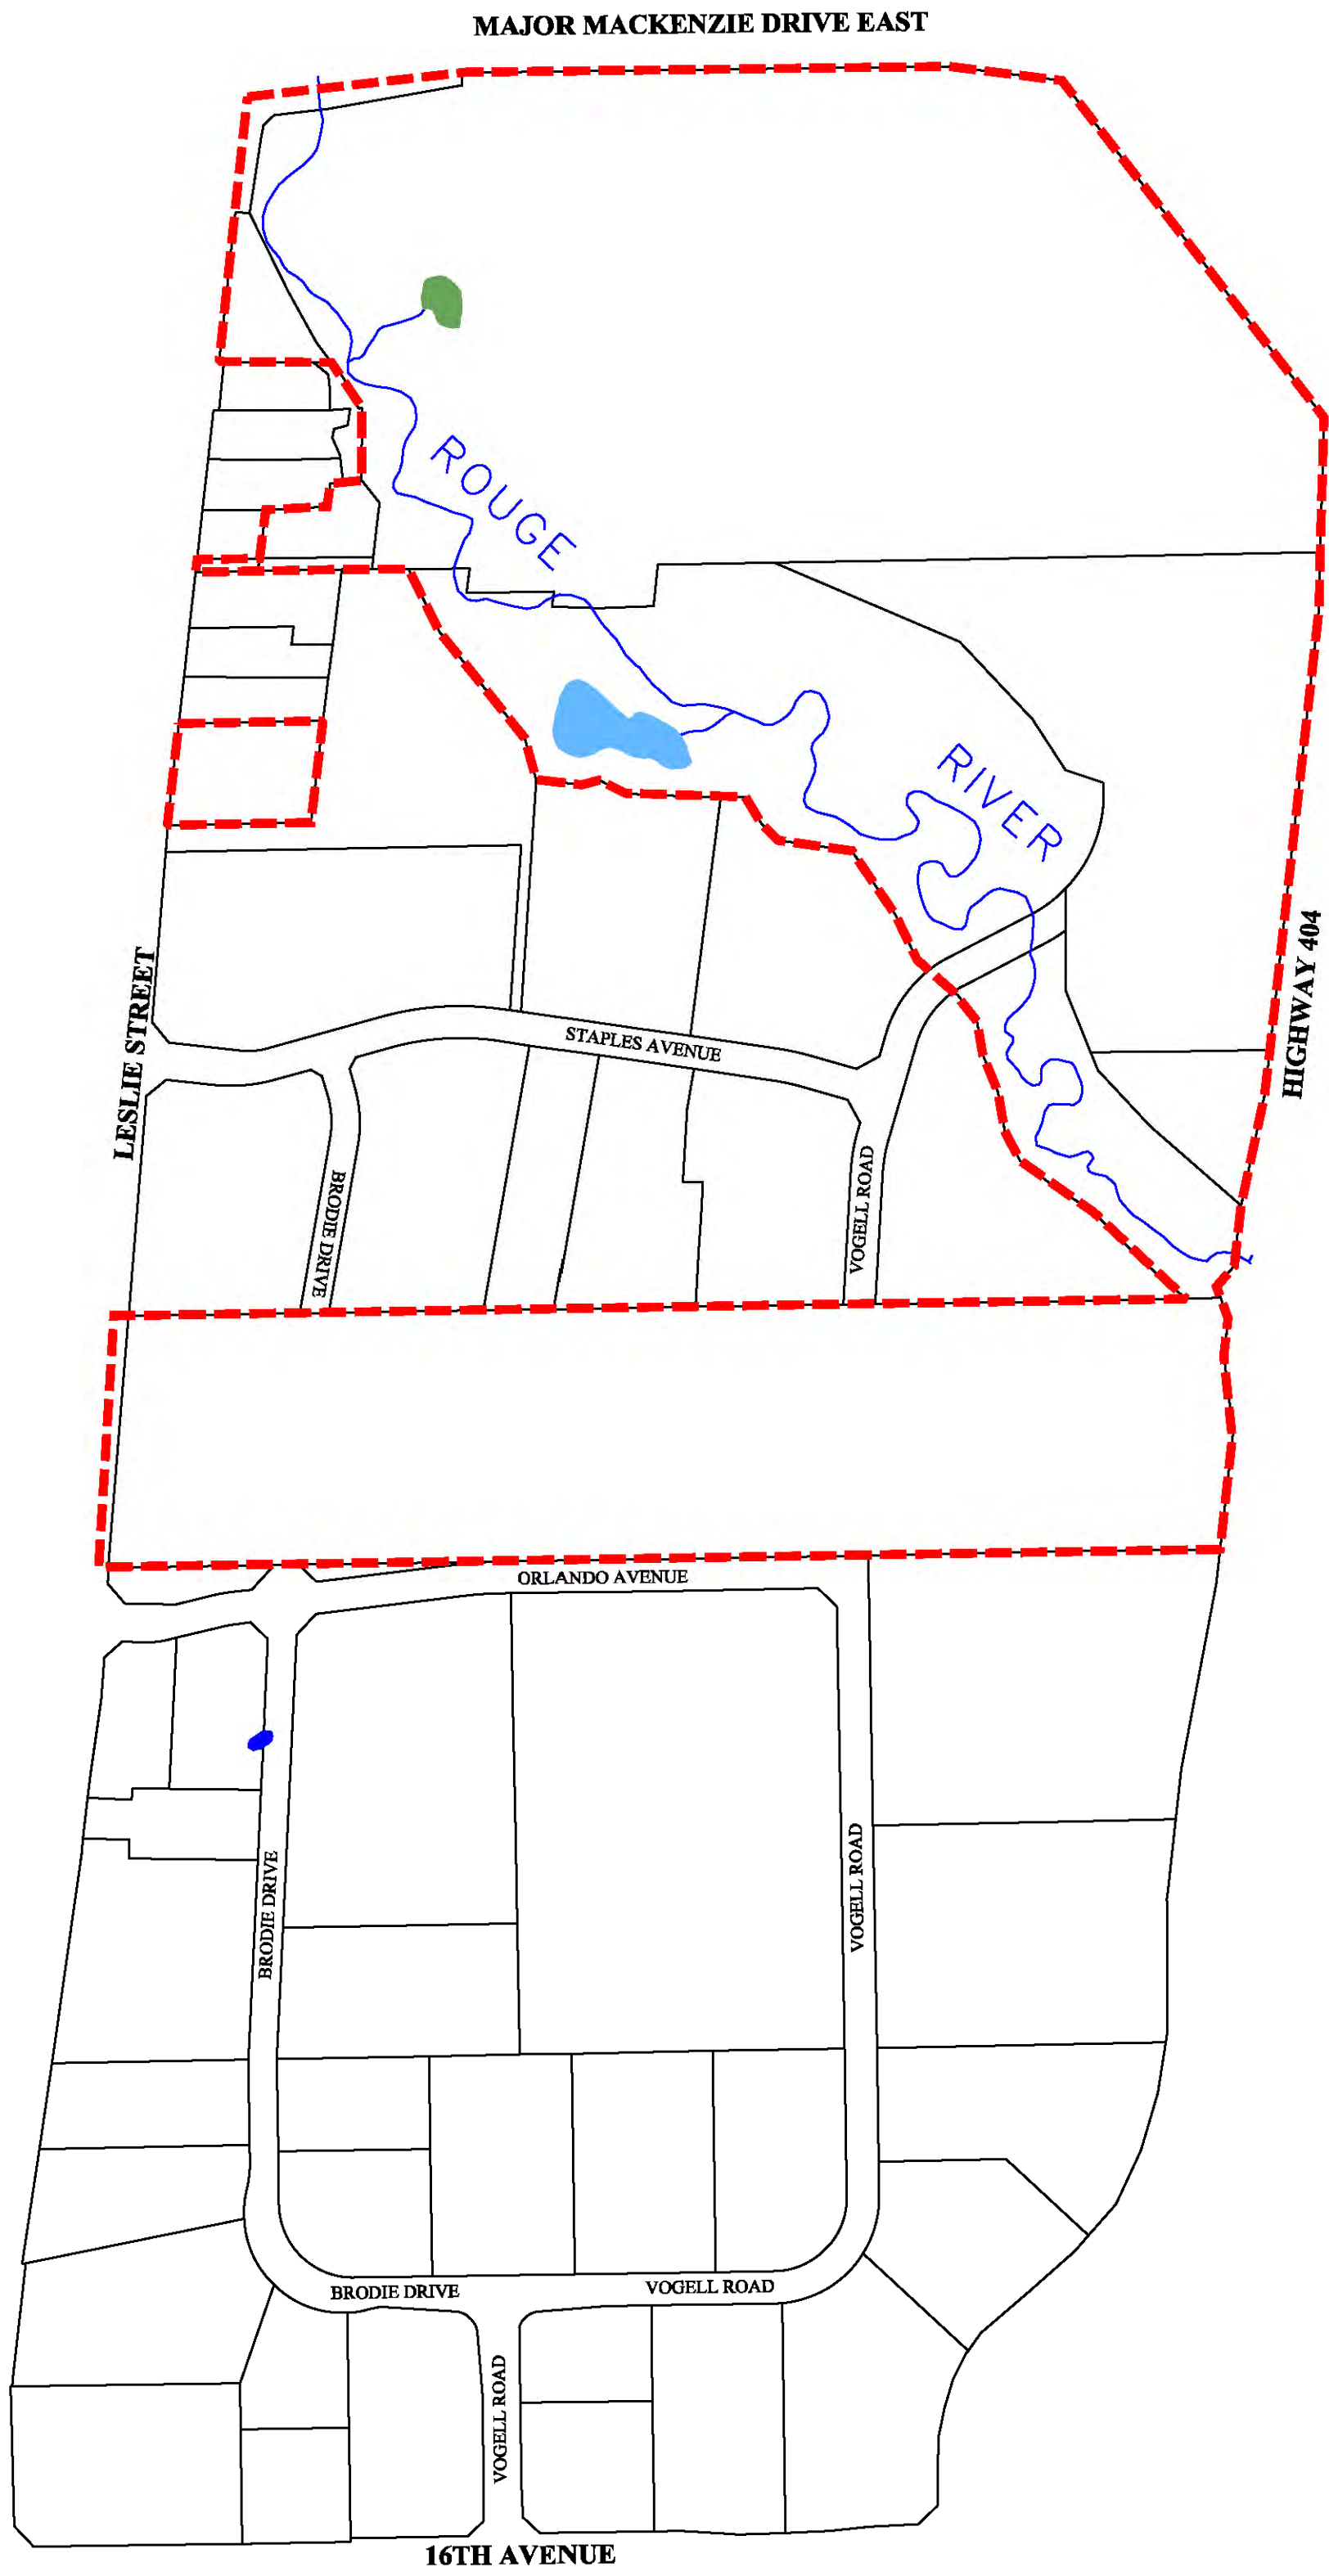 MAJOR MACKENZIE DRIVE EAST
ROUGE
RIVER
HIGHWAY 404
LESLIE STREET
STAPLES AVENUE
BRODIE DRIVE
VOGELL ROAD
ORLANDO AVENUE
BRODIE DRIVE
VOGELL ROAD
BRODIE DRIVE
VOGELL ROAD
VOGELL ROAD
16TH AVENUE